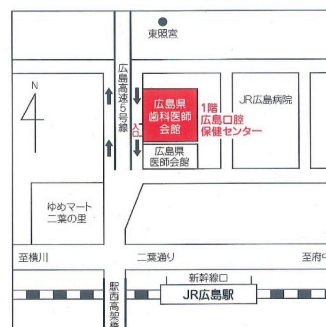 東照宮
広島高速5号線
N
広島県
歯科医師
会館
入口
1階
広島口腔
保健センター
JR広島病院
広島県
医師会館
ゆめマート
二葉の里
至横川
二葉通り
至府中
新幹線口
JR広島駅
駅西高架橋